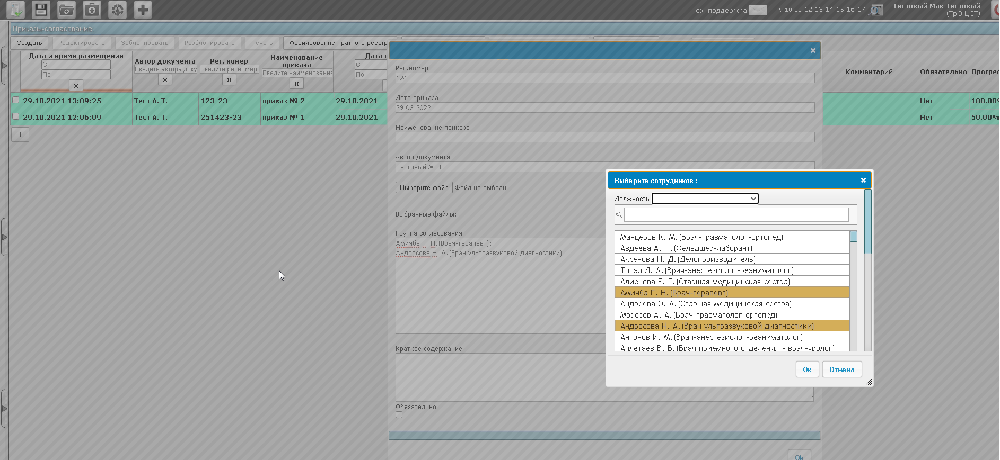 Тех. поддержка
9 10 11 12 13 14 15 16 17
Тестовый Мак Тестовый
(ТрО ЦСТ)
Приказы-согласование:
Создать
Редактировать
Заблокировать
Разблокировать
Печать
Формирование краткого реестр
Дата и время размещения
С
По
x
Автор документа
Введите автора доку
x
Рег. номер
Введите рег.номер
x
Наименование
приказа
Введите наименование
x
Дата п
С
По
Комментарий
Обязательно
Прогрес
29.10.2021 13:09:25 Тест А. Т. 123-23 приказ № 2 29.10.2021 Нет 100.00%
29.10.2021 12:06:09 Тест А. Т. 251423-23 приказ № 1 29.10.2021 Нет 50.00%
1
Рег.номер
124
Дата приказа
29.03.2022
Наименование приказа
Автор документа
Тестовый М. Т.
Выберите файл Файл не выбран
Выбранные файлы:
Группа согласования
Амичба Г. Н.(Врач-терапевт);
Андросова Н. А.(Врач ультразвуковой диагностики)
Краткое содержание
Обязательно
Ok
Выберите сотрудников :
Должность
Манцеров К. М.(Врач-травматолог-ортопед)
Авдеева А. Н.(Фельдшер-лаборант)
Аксенова Н. Д.(Делопроизводитель)
Топал Д. А.(Врач-анестезиолог-реаниматолог)
Алиенова Е. Г.(Старшая медицинская сестра)
Амичба Г. Н.(Врач-терапевт)
Андреева О. А.(Старшая медицинская сестра)
Морозов А. А.(Врач-травматолог-ортопед)
Андросова Н. А.(Врач ультразвуковой диагностики)
Антонов И. М.(Врач-анестезиолог-реаниматолог)
Аплетаев В. В.(Врач приемного отделения - врач-уролог)
Ок
Отмена